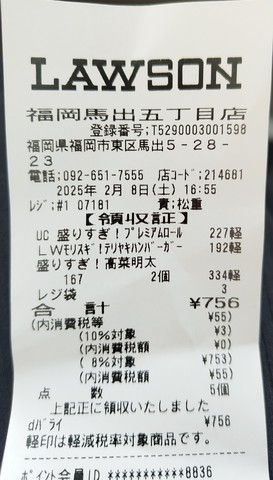 LAWSON
福岡馬出五丁目店
登録番号;T5290003001598
福岡県福岡市東区馬出5-28-
23
電話;092-651-7555 店コード;214681
2025年 2月 8日(土) 16:55
レジ;#1 07181 責;松重
【領収証】
UC 盛りすぎ!プレミアムロール 227軽
LWモリスギ!テリヤキハンバーガー 192軽
盛りすぎ!高菜明太
167 2個 334軽
レジ袋 3
合 計 ¥756
(内消費税等 ¥55)
(10%対象 ¥3)
(内消費税額 ¥0)
( 8%対象 ¥753)
(内消費税額 ¥55)
点 数 5個
上記正に領収いたしました
dバライ ¥756
軽印は軽減税率対象商品です。
ポイント会員ID ***********8836